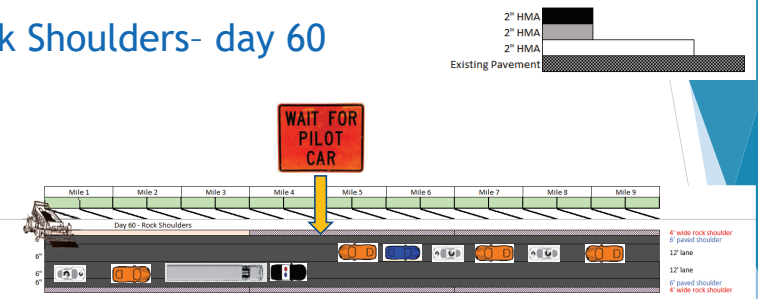 k Shoulders– day 60
2" HMA
2" HMA
2" HMA
Existing Pavement
WAIT FOR
PILOT
CAR
Mile 1 Mile 2 Mile 3 Mile 4 Mile 5 Mile 6 Mile 7 Mile 8 Mile 9
Day 60 - Rock Shoulders
4' wide rock shoulder
6' paved shoulder
12' lane
12' lane
6' paved shoulder
4' wide rock shoulder
6"
6"
6"
6"